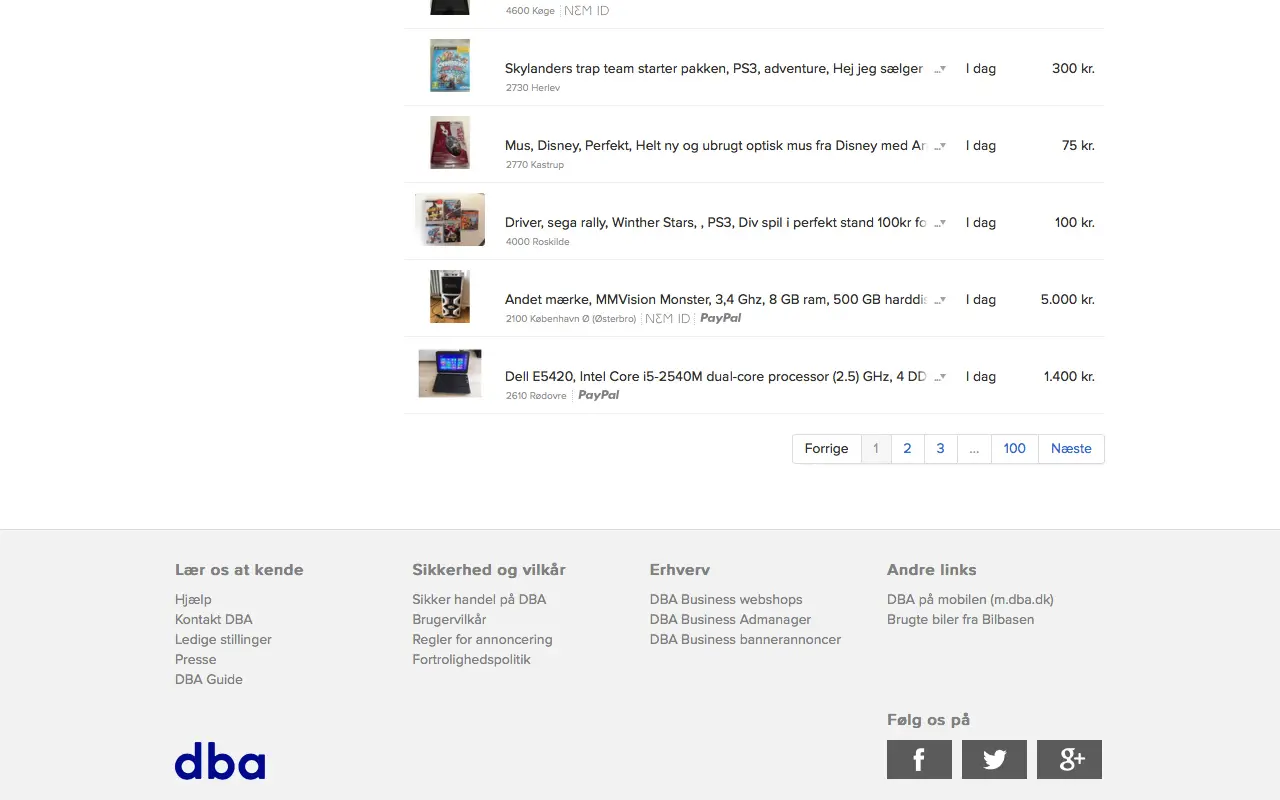 4600 Køge NEM ID
Skylanders trap team starter pakken, PS3, adventure, Hej jeg sælger ... I dag 300 kr.
2730 Herlev
Mus, Disney, Perfekt, Helt ny og ubrugt optisk mus fra Disney med Ar ... I dag 75 kr.
2770 Kastrup
Driver, sega rally, Winther Stars, , PS3, Div spil i perfekt stand 100kr fo ... I dag 100 kr.
4000 Roskilde
Andet mærke, MMVision Monster, 3,4 Ghz, 8 GB ram, 500 GB harddis ... I dag 5.000 kr.
2100 København Ø (Østerbro) NEM ID PayPal
Dell E5420, Intel Core i5-2540M dual-core processor (2.5) GHz, 4 DD ... I dag 1.400 kr.
2610 Rødovre PayPal
Forrige 1 2 3 ... 100 Næste
Lær os at kende
Hjælp
Kontakt DBA
Ledige stillinger
Presse
DBA Guide
Sikkerhed og vilkår
Sikker handel på DBA
Brugervilkår
Regler for annoncering
Fortrolighedspolitik
Erhverv
DBA Business webshops
DBA Business Admanager
DBA Business bannerannoncer
Andre links
DBA på mobilen (m.dba.dk)
Brugte biler fra Bilbasen
Følg os på
dba
f
g+